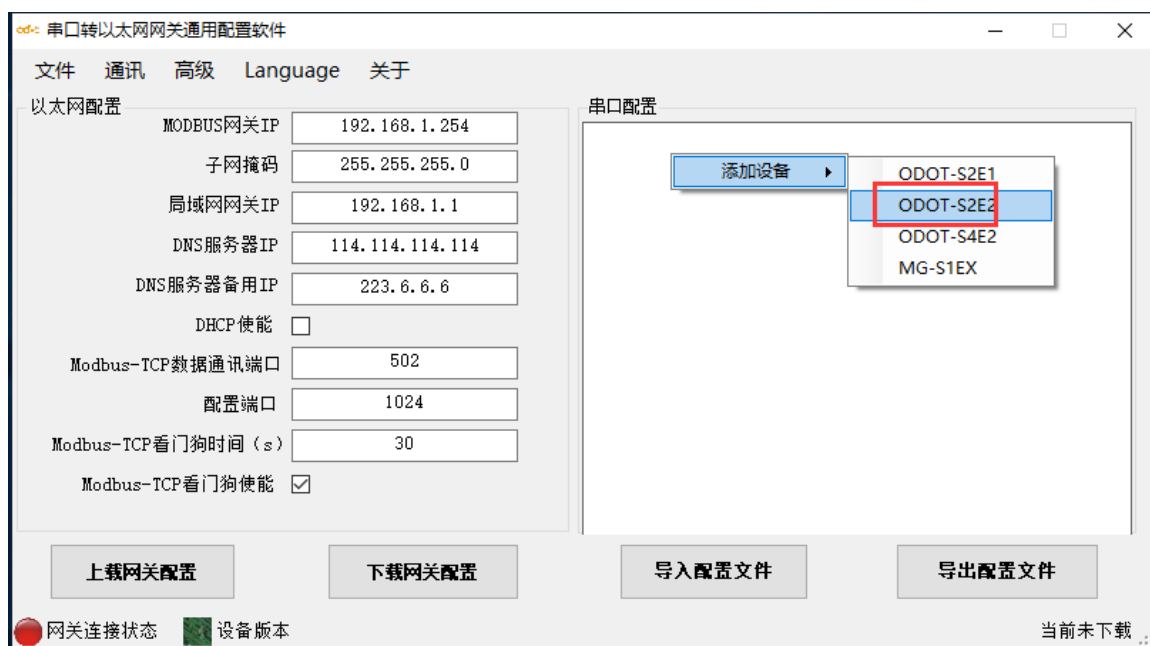 串口转以太网网关通用配置软件
文件 通讯 高级 Language 关于
以太网配置
MODBUS网关IP 192.168.1.254
子网掩码 255.255.255.0
局域网网关IP 192.168.1.1
DNS服务器IP 114.114.114.114
DNS服务器备用IP 223.6.6.6
DHCP使能
Modbus-TCP数据通讯端口 502
配置端口 1024
Modbus-TCP看门狗时间（s） 30
Modbus-TCP看门狗使能
串口配置
添加设备
ODOT-S2E1
ODOT-S2E2
ODOT-S4E2
MG-S1EX
上载网关配置 下载网关配置 导入配置文件 导出配置文件
网关连接状态 设备版本 当前未下载